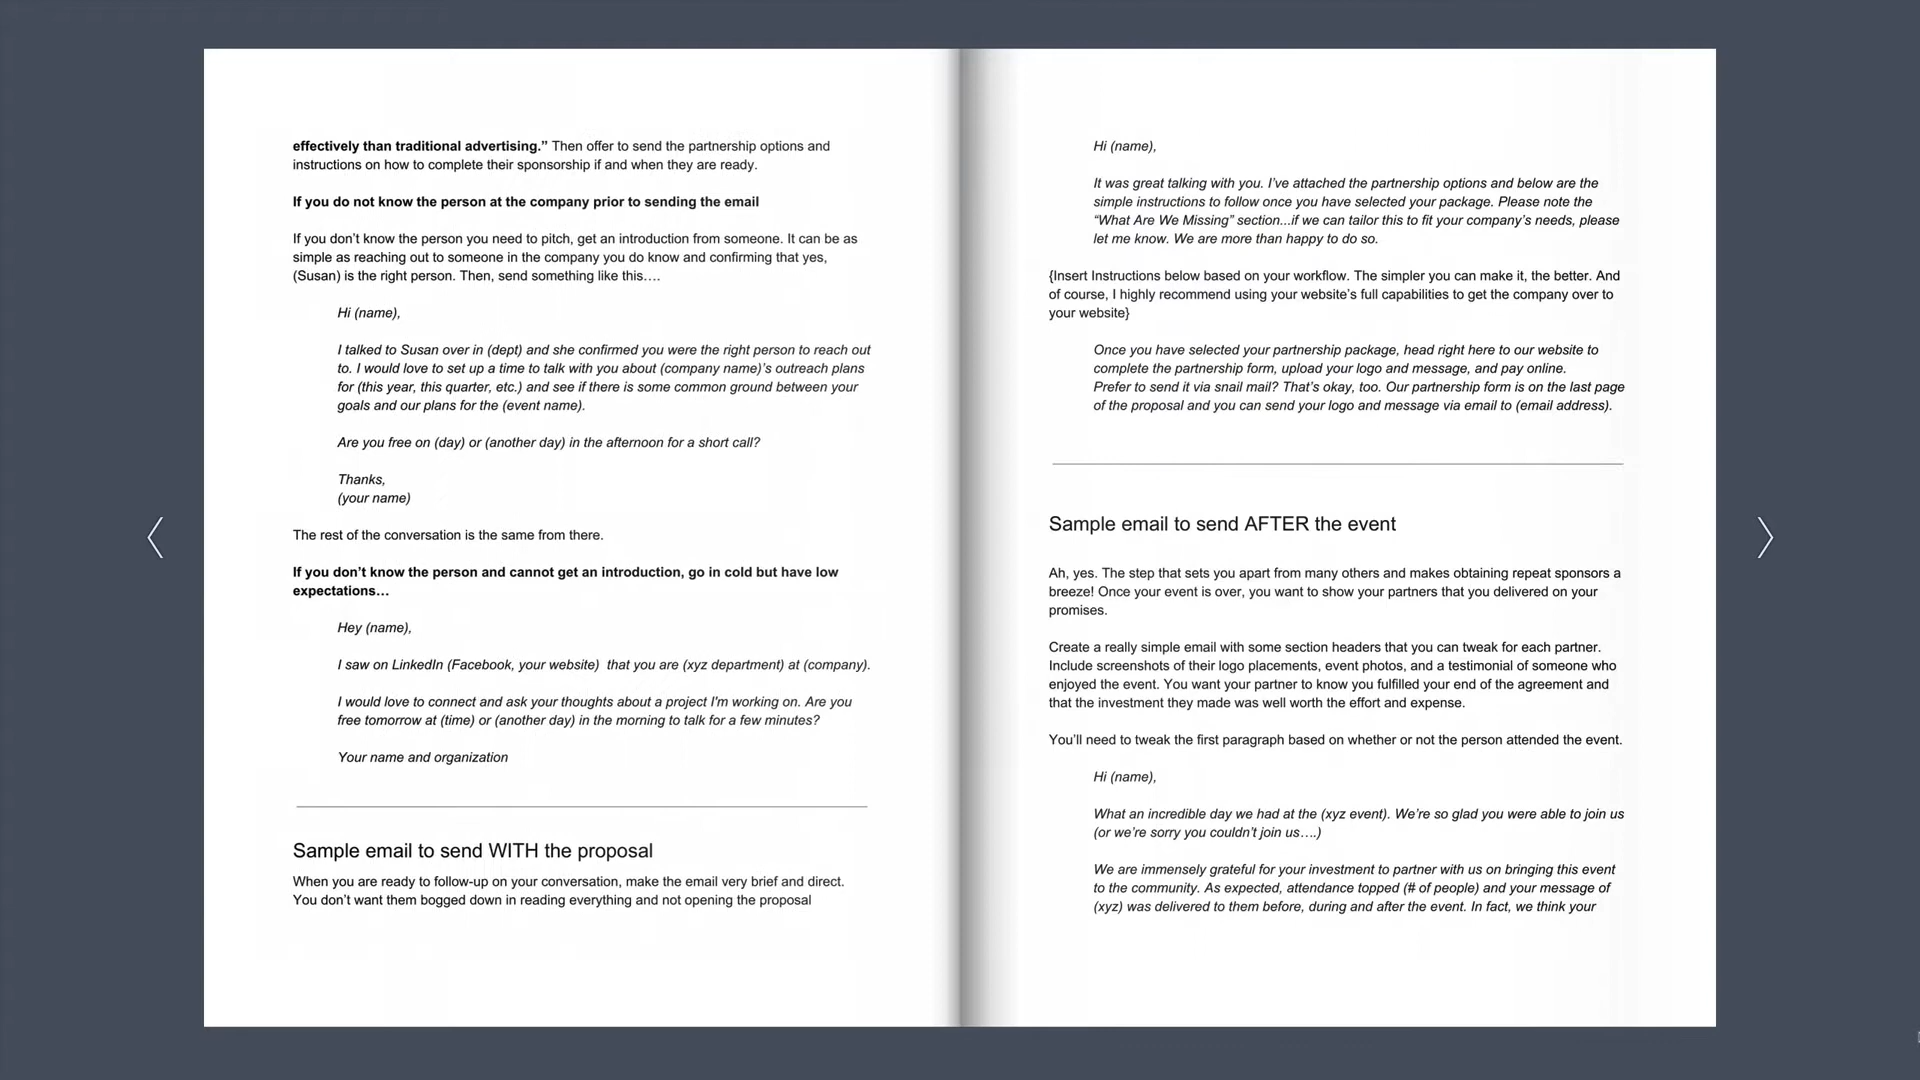 effectively than traditional advertising.” Then offer to send the partnership options and
instructions on how to complete their sponsorship if and when they are ready.
If you do not know the person at the company prior to sending the email
If you don’t know the person you need to pitch, get an introduction from someone. It can be as
simple as reaching out to someone in the company you do know and confirming that yes,
(Susan) is the right person. Then, send something like this….
Hi (name),
I talked to Susan over in (dept) and she confirmed you were the right person to reach out
to. I would love to set up a time to talk with you about (company name)’s outreach plans
for (this year, this quarter, etc.) and see if there is some common ground between your
goals and our plans for the (event name).
Are you free on (day) or (another day) in the afternoon for a short call?
Thanks,
(your name)
The rest of the conversation is the same from there.
If you don’t know the person and cannot get an introduction, go in cold but have low
expectations…
Hey (name),
I saw on LinkedIn (Facebook, your website)  that you are (xyz department) at (company).
I would love to connect and ask your thoughts about a project I'm working on. Are you
free tomorrow at (time) or (another day) in the morning to talk for a few minutes?
Your name and organization
Sample email to send WITH the proposal
When you are ready to follow-up on your conversation, make the email very brief and direct.
You don’t want them bogged down in reading everything and not opening the proposal
Hi (name),
It was great talking with you. I’ve attached the partnership options and below are the
simple instructions to follow once you have selected your package. Please note the
“What Are We Missing” section...if we can tailor this to fit your company’s needs, please
let me know. We are more than happy to do so.
{Insert Instructions below based on your workflow. The simpler you can make it, the better. And
of course, I highly recommend using your website’s full capabilities to get the company over to
your website}
Once you have selected your partnership package, head right here to our website to
complete the partnership form, upload your logo and message, and pay online.
Prefer to send it via snail mail? That’s okay, too. Our partnership form is on the last page
of the proposal and you can send your logo and message via email to (email address).
Sample email to send AFTER the event
Ah, yes. The step that sets you apart from many others and makes obtaining repeat sponsors a
breeze! Once your event is over, you want to show your partners that you delivered on your
promises.
Create a really simple email with some section headers that you can tweak for each partner.
Include screenshots of their logo placements, event photos, and a testimonial of someone who
enjoyed the event. You want your partner to know you fulfilled your end of the agreement and
that the investment they made was well worth the effort and expense.
You’ll need to tweak the first paragraph based on whether or not the person attended the event.
Hi (name),
What an incredible day we had at the (xyz event). We’re so glad you were able to join us
(or we’re sorry you couldn’t join us….)
We are immensely grateful for your investment to partner with us on bringing this event
to the community. As expected, attendance topped (# of people) and your message of
(xyz) was delivered to them before, during and after the event. In fact, we think your